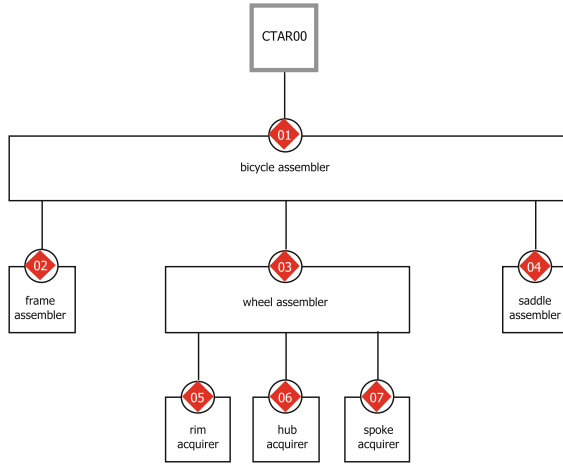 CTAR00
01
bicycle assembler
02
03
04
frame
assembler
wheel assembler
saddle
assembler
05
06
07
rim
acquirer
hub
acquirer
spoke
acquirer